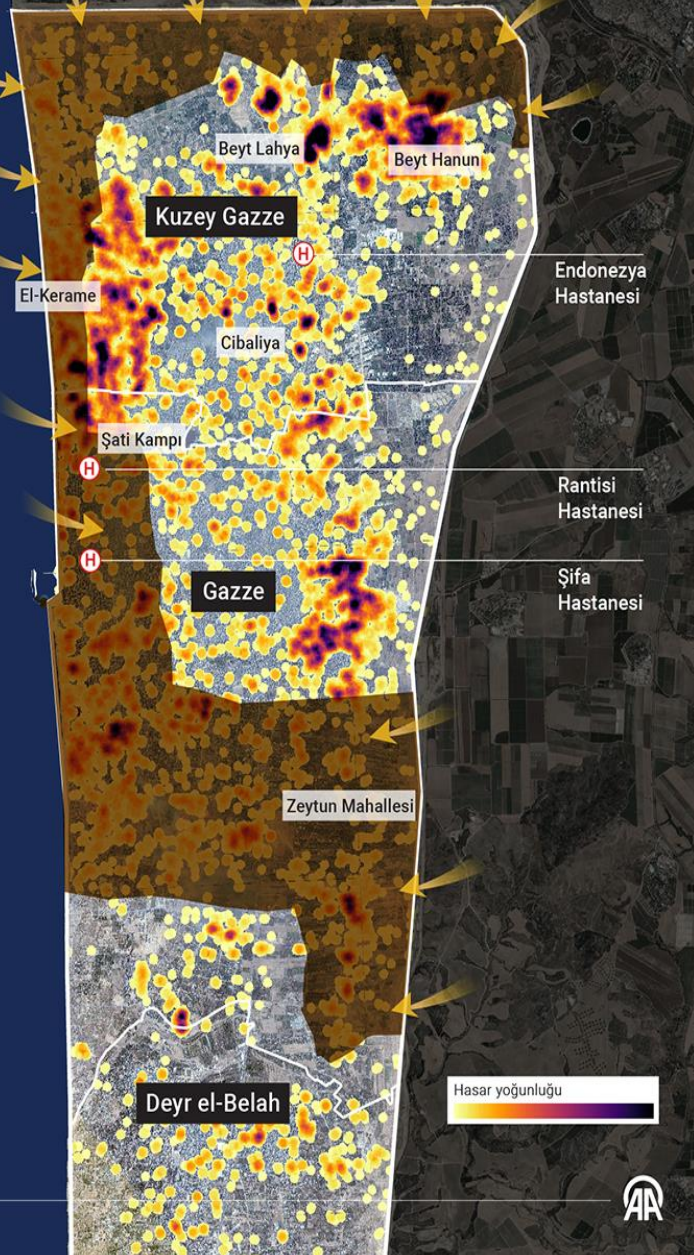 Beyt Lahya
Beyt Hanun
Kuzey Gazze
H
Endonezya
Hastanesi
El-Kerame
Cibaliya
Şati Kampı
H
Rantisi
Hastanesi
H
Gazze
Şifa
Hastanesi
Zeytun Mahallesi
Hasar yoğunluğu
Deyr el-Belah
AA